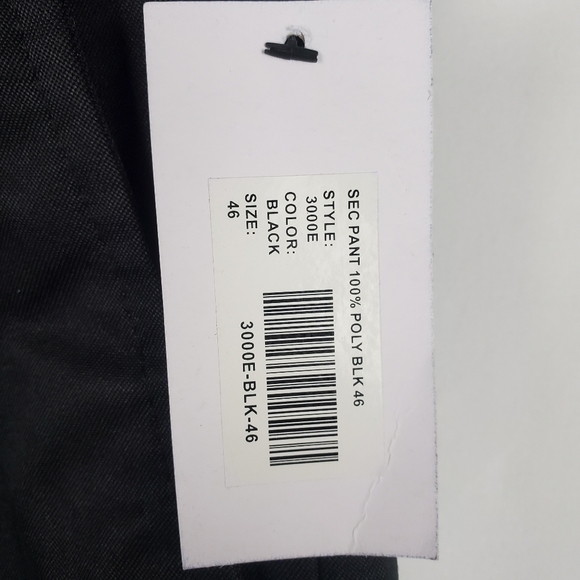 SEC PANT 100% POLY BLK 46
STYLE:
3000E
COLOR:
BLACK
SIZE:
46
3000E-BLK-46